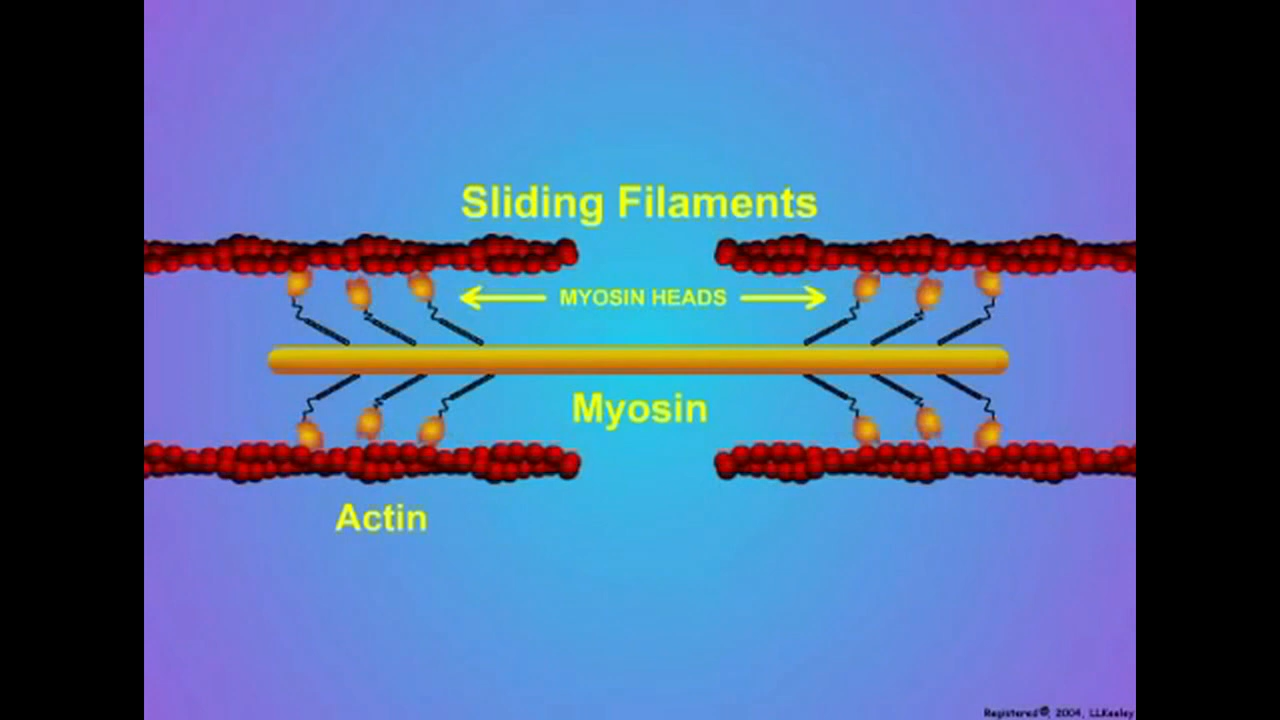 Sliding Filaments
MYOSIN HEADS
Myosin
Actin
Registered©, 2004, LLKeeley